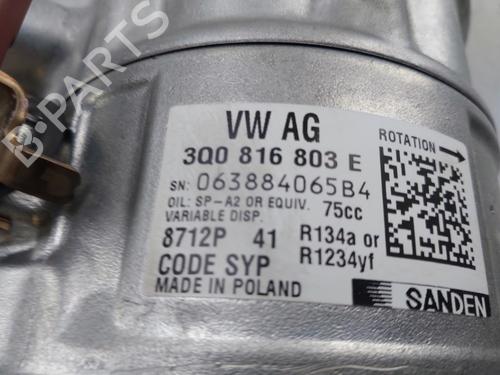 VW AG
3Q0 816 803 E
ROTATION
SN: 063884065B4
OIL: SP-A2 OR EQUIV. 75cc
VARIABLE DISP.
8712P 41 R134a or
CODE SYP R1234yf
MADE IN POLAND
SANDEN
B-PARTS